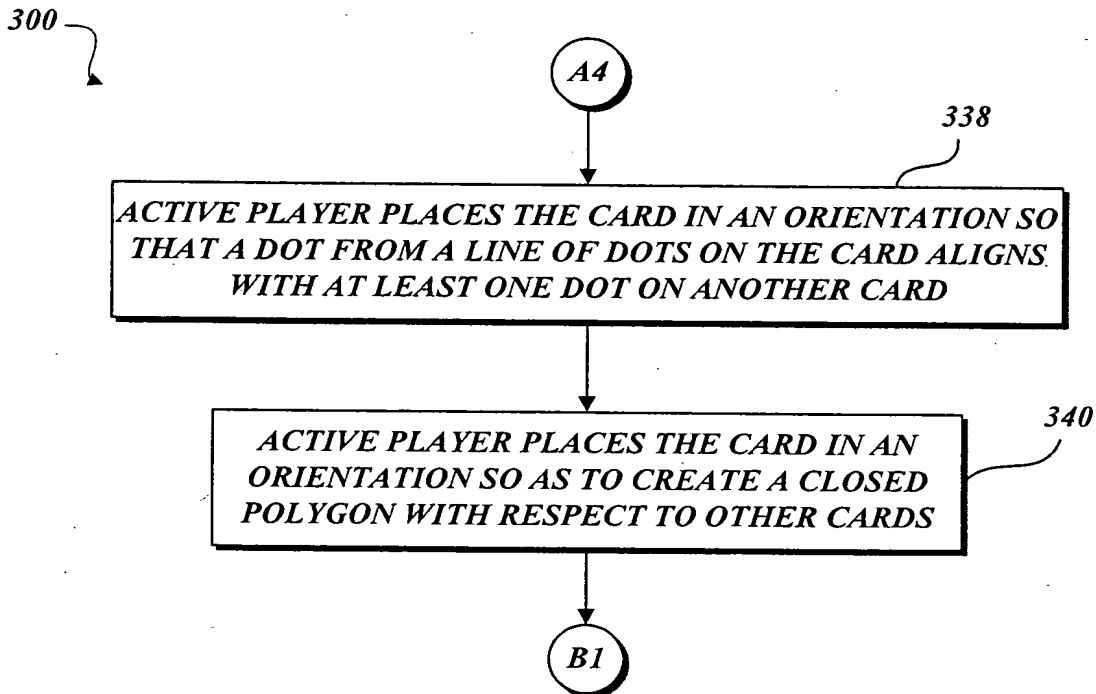 300
A4
338
ACTIVE PLAYER PLACES THE CARD IN AN ORIENTATION SO
THAT A DOT FROM A LINE OF DOTS ON THE CARD ALIGNS
WITH AT LEAST ONE DOT ON ANOTHER CARD
340
ACTIVE PLAYER PLACES THE CARD IN AN
ORIENTATION SO AS TO CREATE A CLOSED
POLYGON WITH RESPECT TO OTHER CARDS
B1